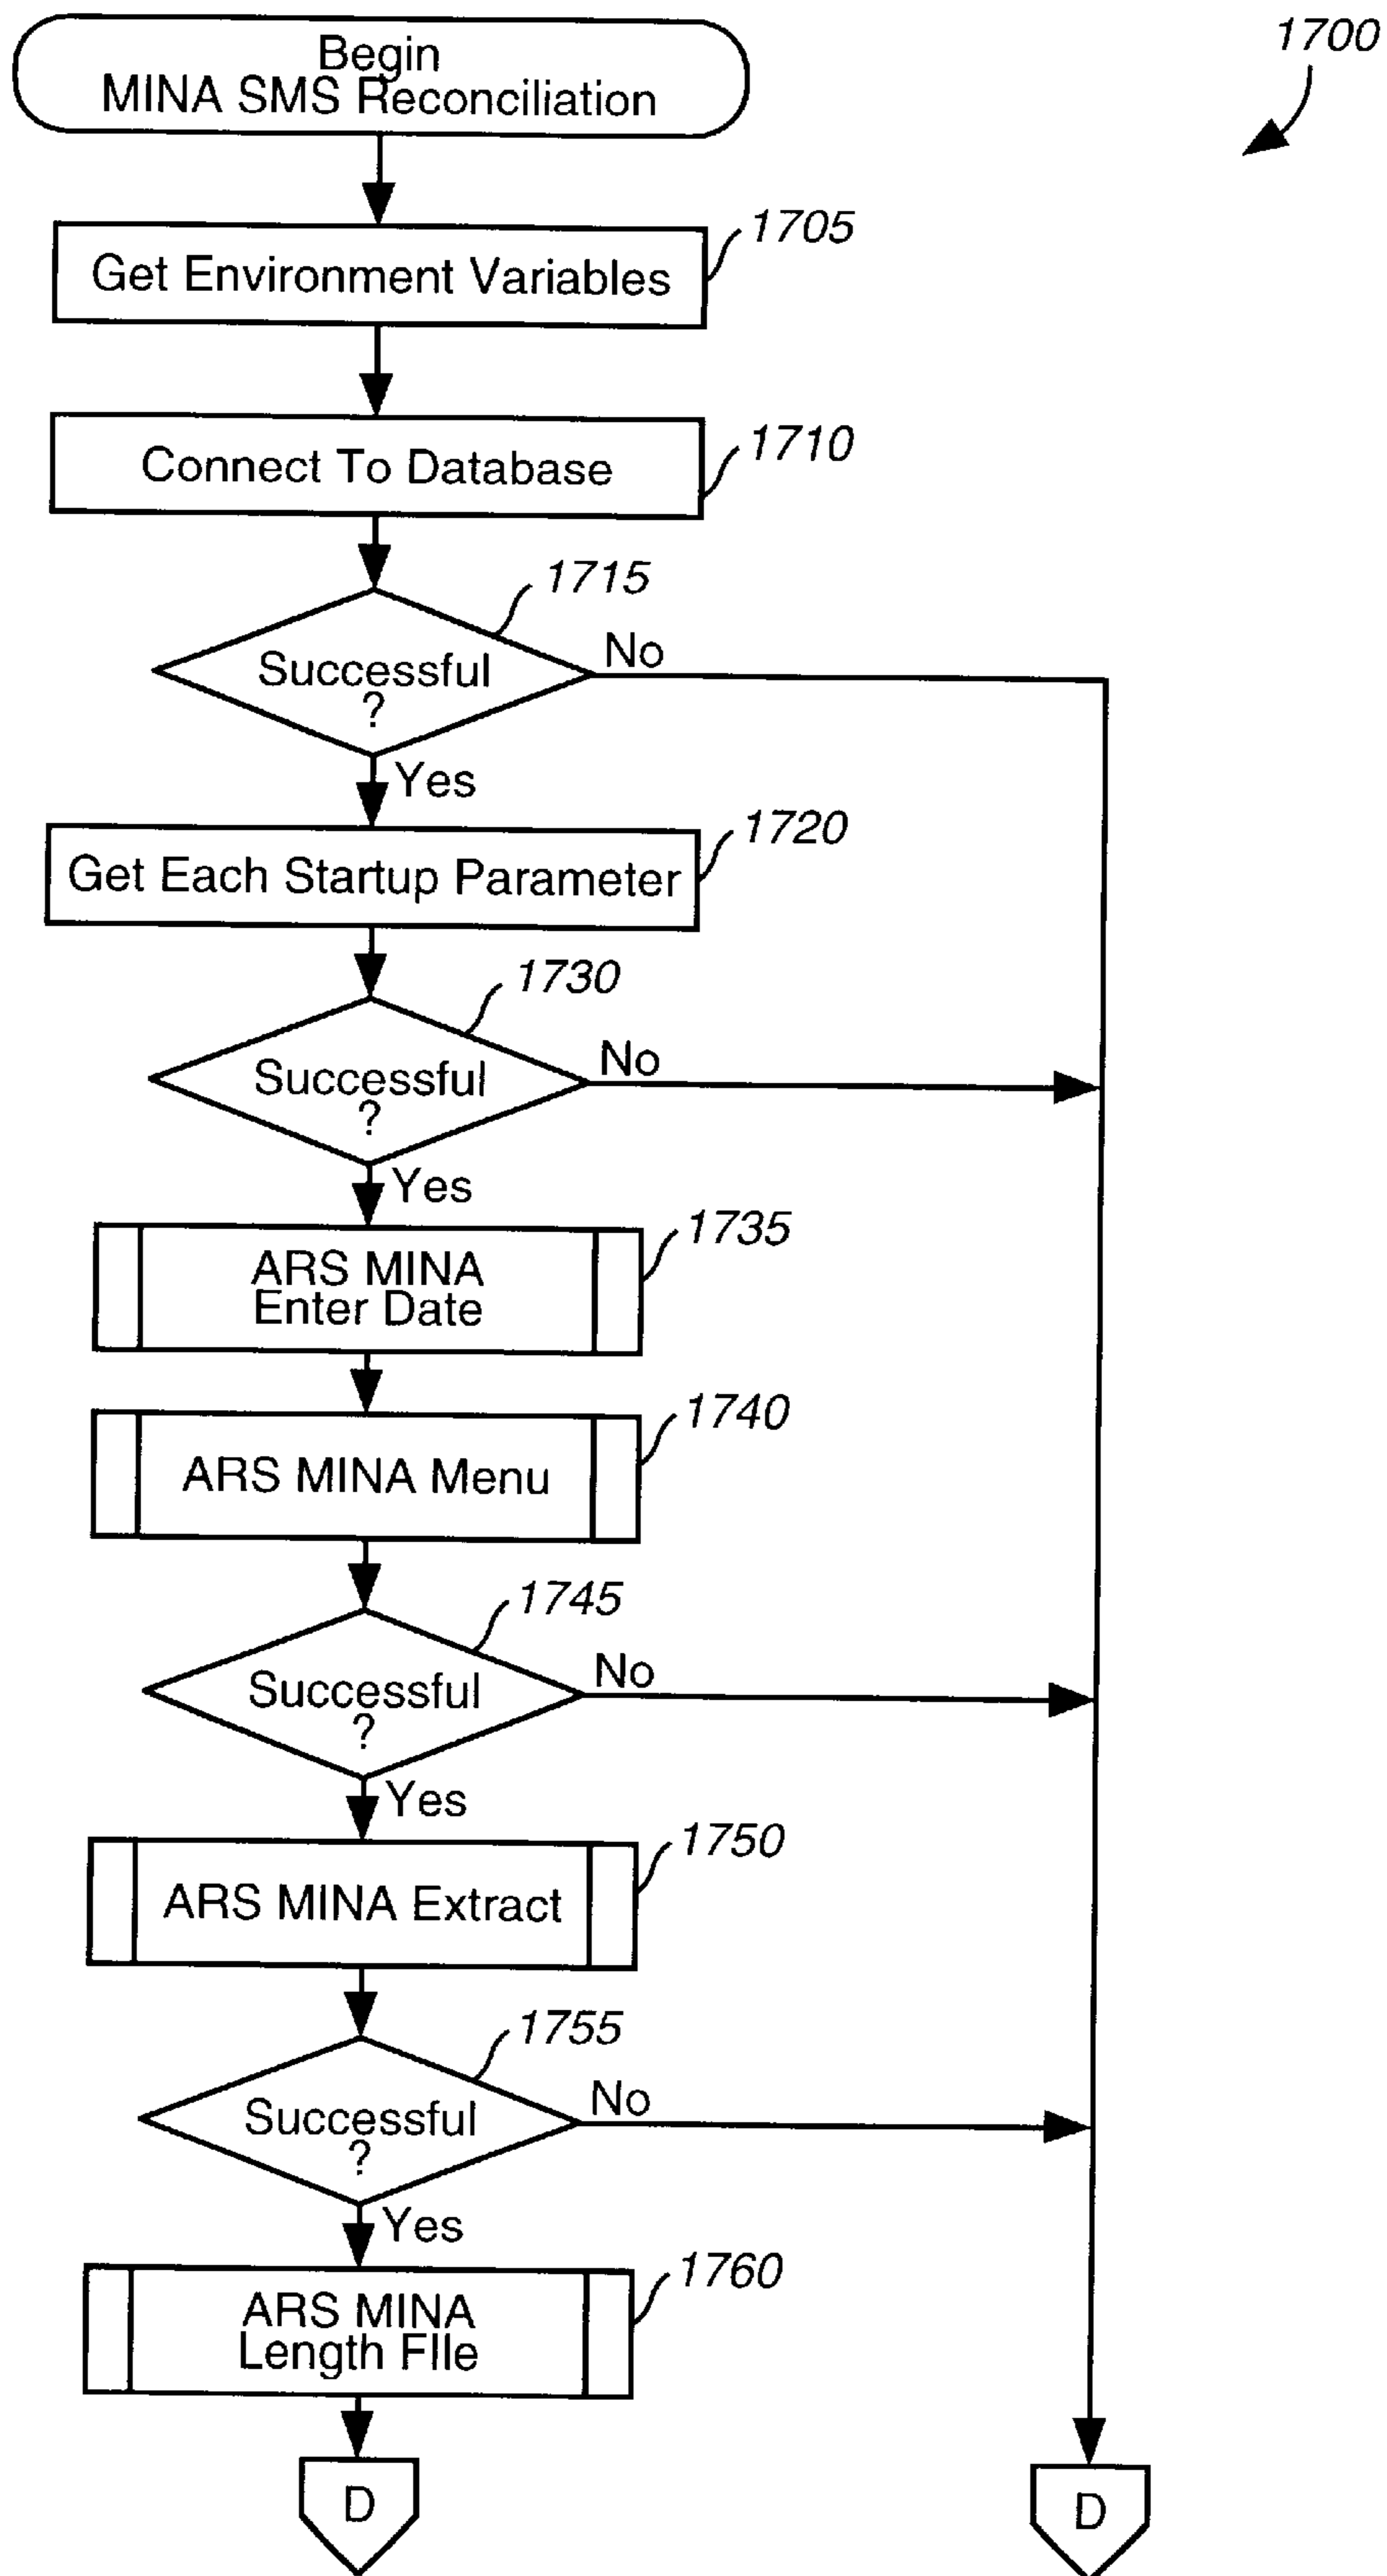 Begin
MINA SMS Reconciliation
1700
Get Environment Variables
1705
Connect To Database
1710
1715
Successful
?
No
Yes
Get Each Startup Parameter
1720
1730
Successful
?
No
Yes
ARS MINA
Enter Date
1735
ARS MINA Menu
1740
1745
Successful
?
No
Yes
ARS MINA Extract
1750
1755
Successful
?
No
Yes
ARS MINA
Length FIle
1760
D
D